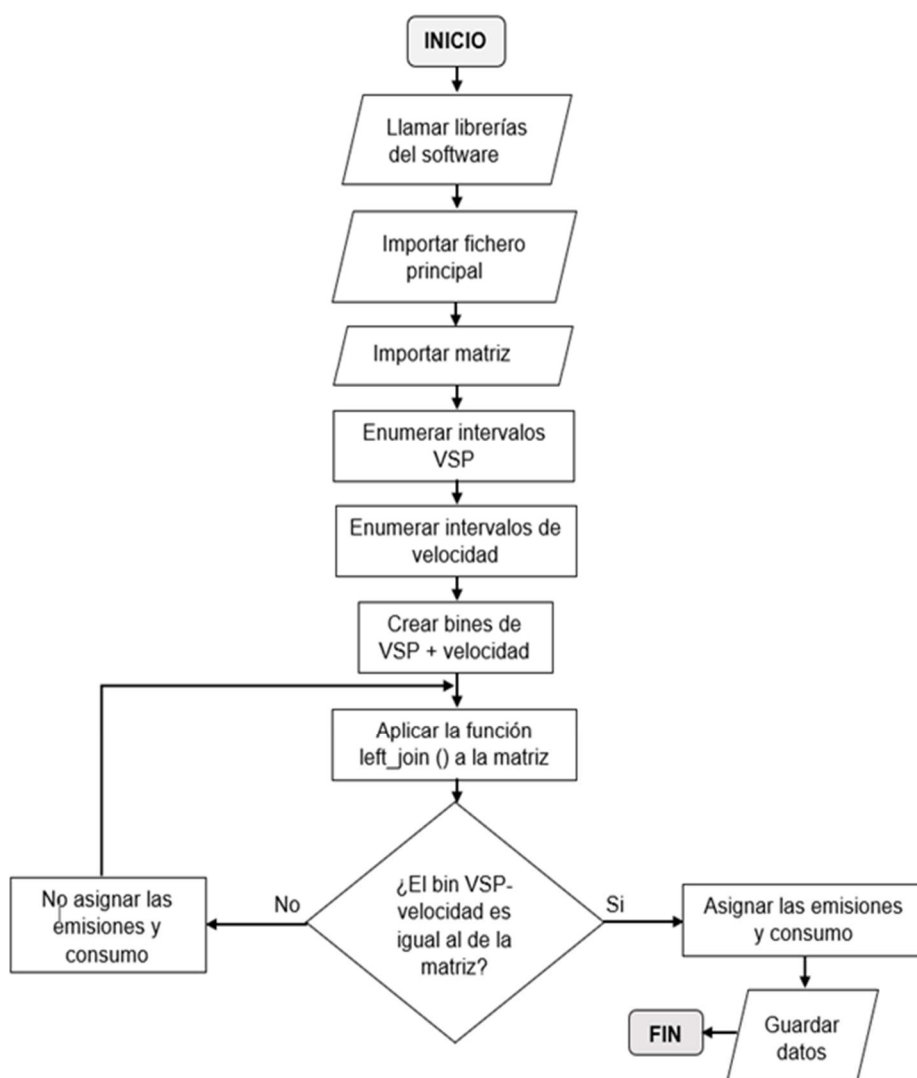 INICIO
Llamar librerías
del software
Importar fichero
principal
Importar matriz
Enumerar intervalos
VSP
Enumerar intervalos de
velocidad
Crear bines de
VSP + velocidad
Aplicar la función
left_join () a la matriz
¿El bin VSP-
velocidad es
igual al de la
matriz?
No
No asignar las
emisiones y
consumo
Si
Asignar las emisiones
y consumo
Guardar
datos
FIN